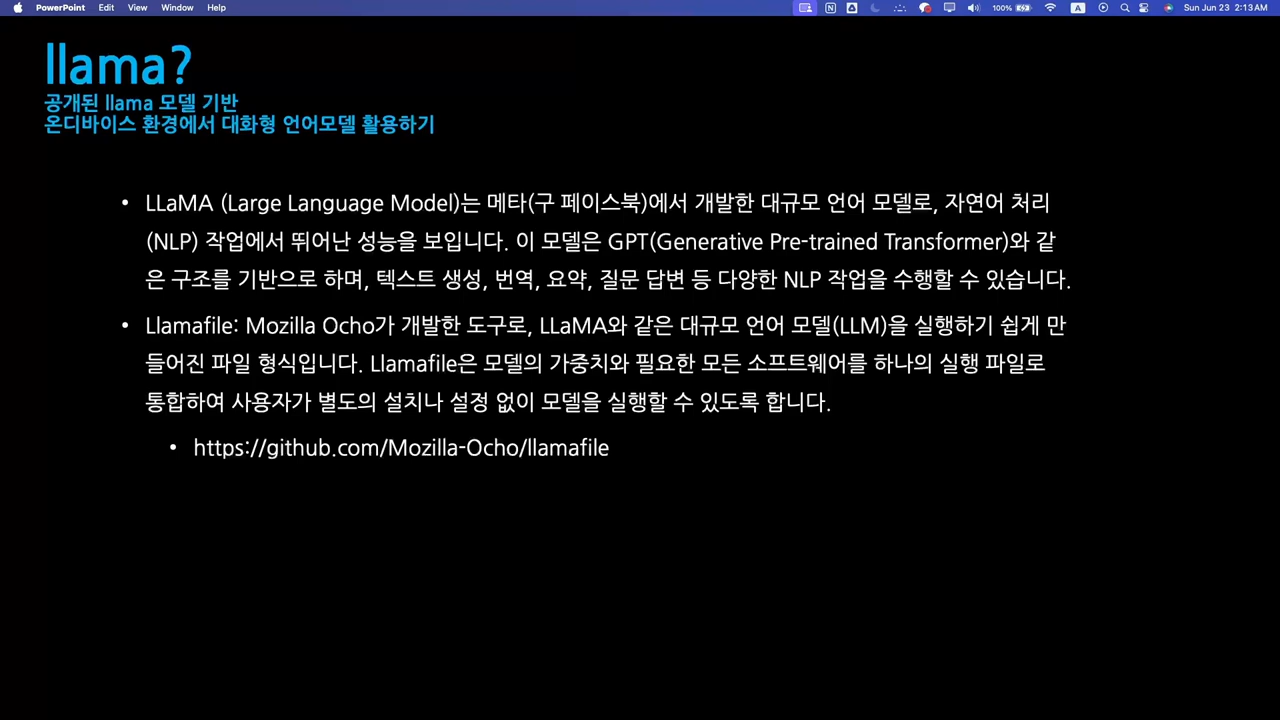 PowerPoint Edit View Window Help
100% A Sun Jun 23 2:13 AM
llama?
공개된 llama 모델 기반
온디바이스 환경에서 대화형 언어모델 활용하기
• LLaMA (Large Language Model)는 메타(구 페이스북)에서 개발한 대규모 언어 모델로, 자연어 처리
(NLP) 작업에서 뛰어난 성능을 보입니다. 이 모델은 GPT(Generative Pre-trained Transformer)와 같
은 구조를 기반으로 하며, 텍스트 생성, 번역, 요약, 질문 답변 등 다양한 NLP 작업을 수행할 수 있습니다.
• Llamafile: Mozilla Ocho가 개발한 도구로, LLaMA와 같은 대규모 언어 모델(LLM)을 실행하기 쉽게 만
들어진 파일 형식입니다. Llamafile은 모델의 가중치와 필요한 모든 소프트웨어를 하나의 실행 파일로
통합하여 사용자가 별도의 설치나 설정 없이 모델을 실행할 수 있도록 합니다.
• https://github.com/Mozilla-Ocho/llamafile